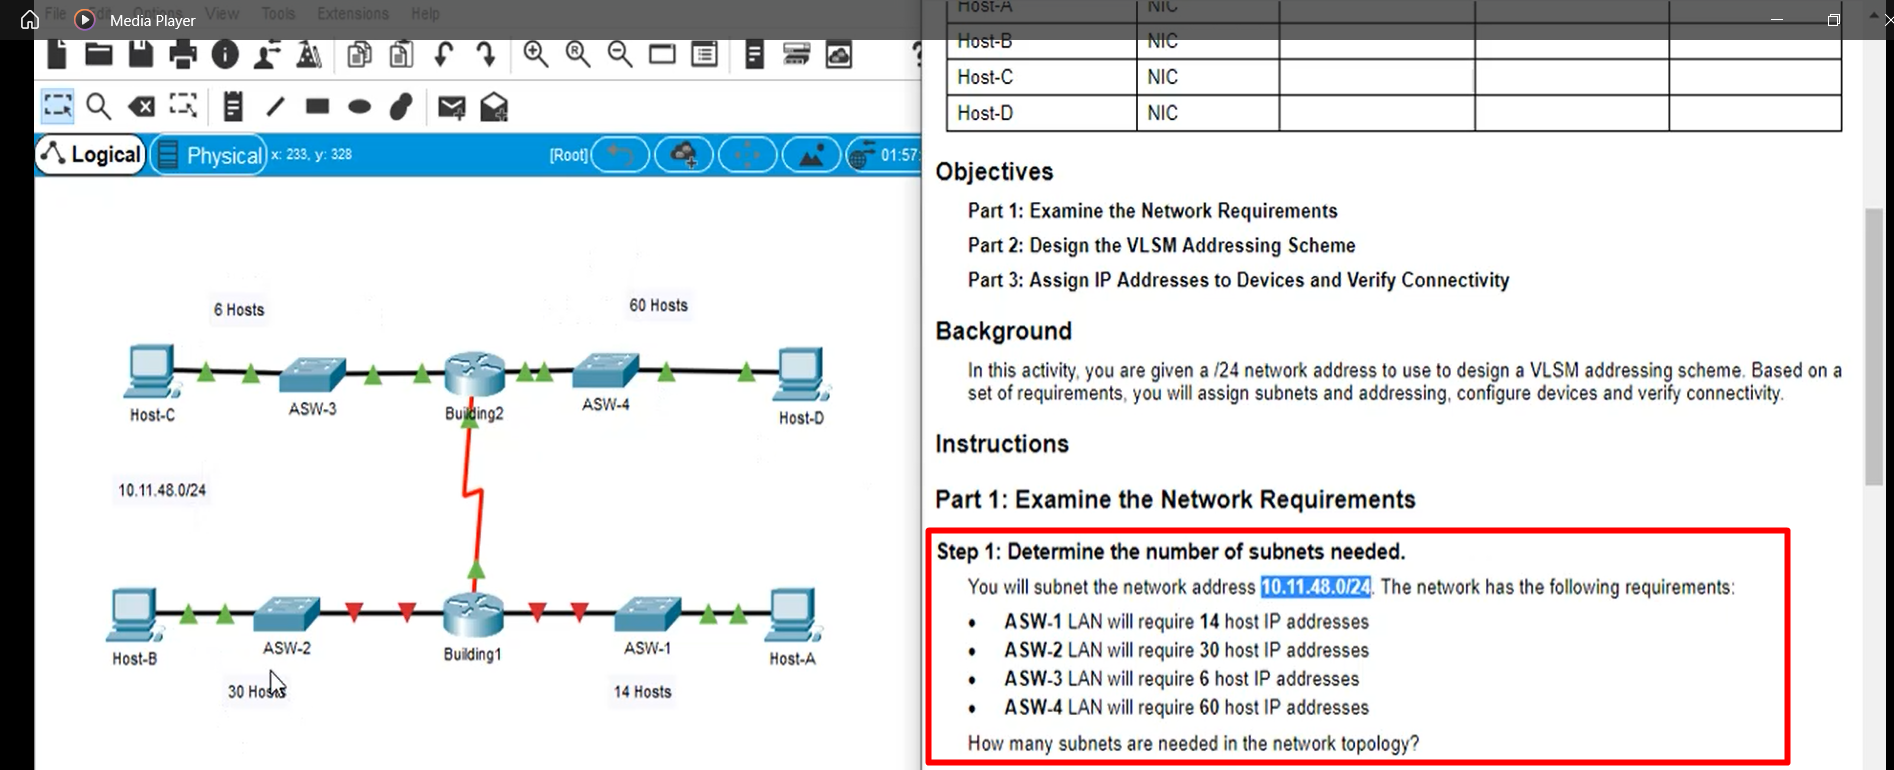 File Edit Options View Tools Extensions Help
Media Player
Logical
Physical
x: 233, y: 328
[Root]
01:57:
6 Hosts
60 Hosts
Host-C
ASW-3
Building2
ASW-4
Host-D
10.11.48.0/24
Host-B
ASW-2
Building1
ASW-1
Host-A
30 Hosts
14 Hosts
Host-A NIC
Host-B NIC
Host-C NIC
Host-D NIC
Objectives
Part 1: Examine the Network Requirements
Part 2: Design the VLSM Addressing Scheme
Part 3: Assign IP Addresses to Devices and Verify Connectivity
Background
In this activity, you are given a /24 network address to use to design a VLSM addressing scheme. Based on a
set of requirements, you will assign subnets and addressing, configure devices and verify connectivity.
Instructions
Part 1: Examine the Network Requirements
Step 1: Determine the number of subnets needed.
You will subnet the network address 10.11.48.0/24. The network has the following requirements:
• ASW-1 LAN will require 14 host IP addresses
• ASW-2 LAN will require 30 host IP addresses
• ASW-3 LAN will require 6 host IP addresses
• ASW-4 LAN will require 60 host IP addresses
How many subnets are needed in the network topology?